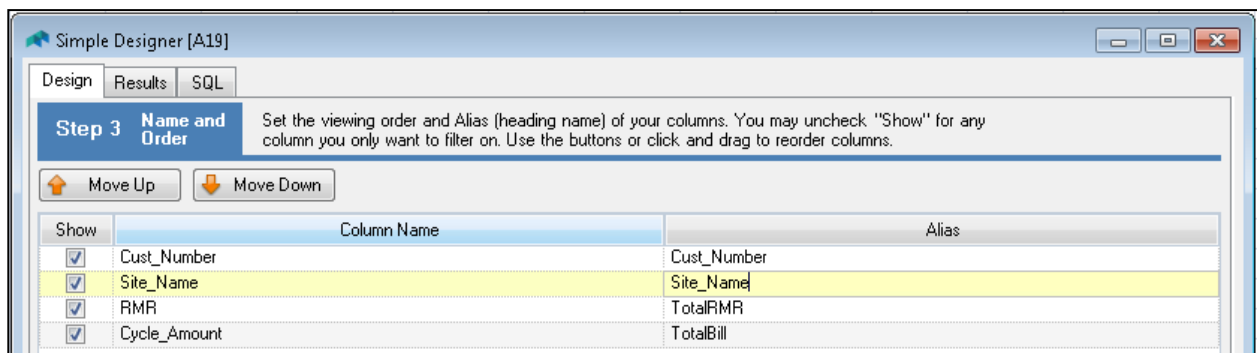 Simple Designer [A19]
Design Results SQL
Step 3 Name and Order
Set the viewing order and Alias (heading name) of your columns. You may uncheck "Show" for any
column you only want to filter on. Use the buttons or click and drag to reorder columns.
Move Up Move Down
Show Column Name Alias
Cust_Number Cust_Number
Site_Name Site_Name
RMR TotalRMR
Cycle_Amount TotalBill